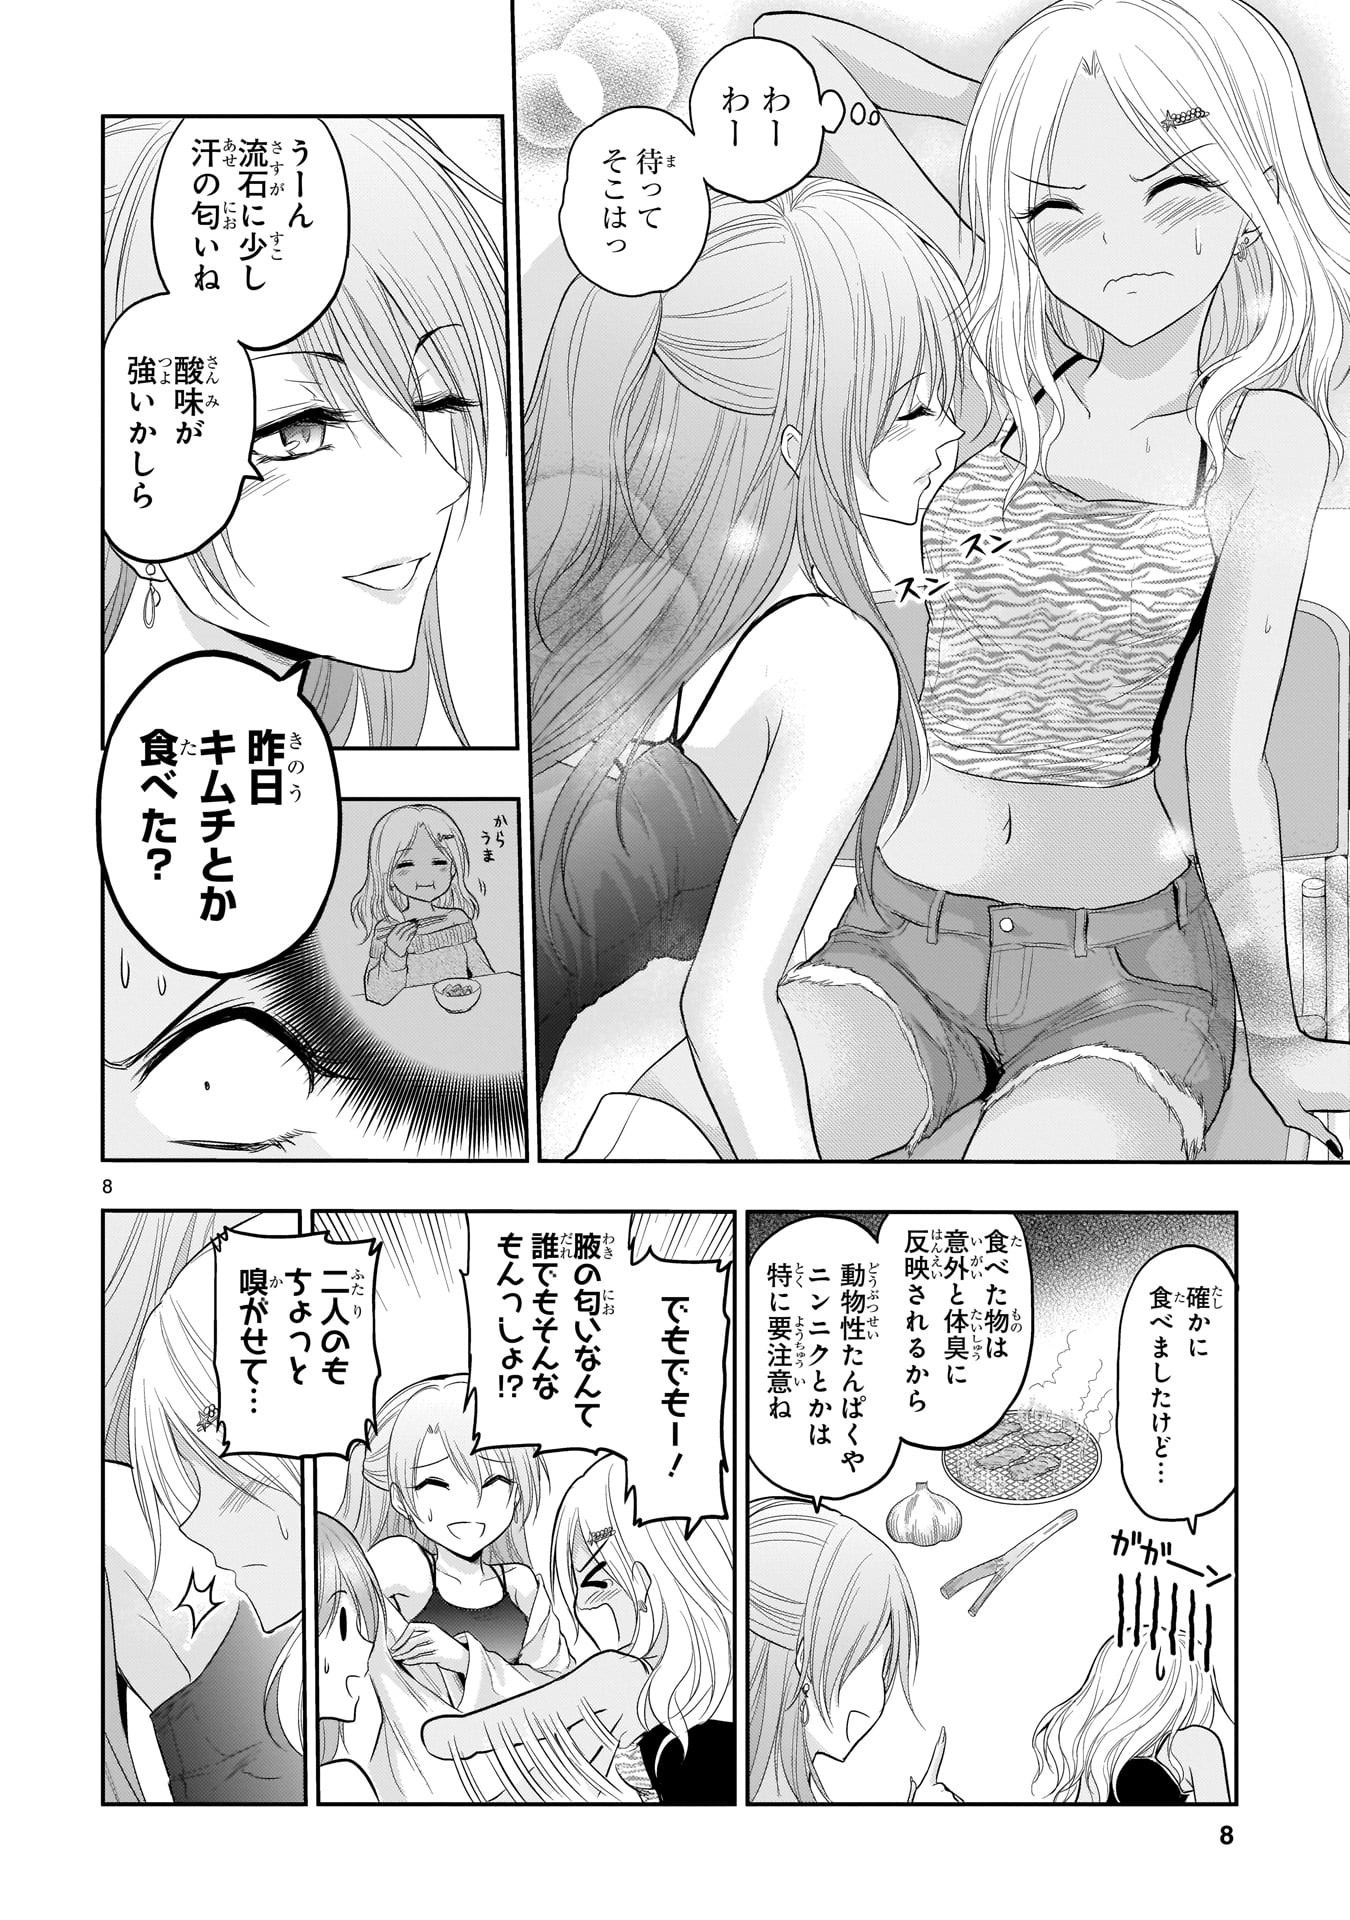 わー
わー
待って
そこはっ
スン
スン
うーん
流石に少し
汗の匂いね
酸味が
強いかしら
昨日
キムチとか
食べた?
から
うま
8
確かに
食べましたけど…
ガガーン
食べた物は
意外と体臭に
反映されるから
動物性たんぱくや
ニンニクとかは
特に要注意ね
でもでもー!
腋の匂いなんて
誰でもそんな
もんっしょ!?
二人のも
ちょっと
嗅がせて…
8